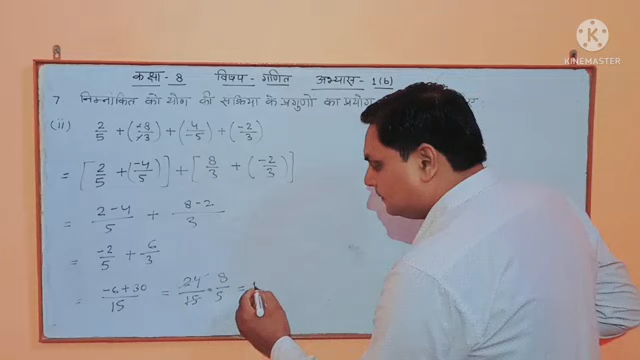 KINEMASTER
कक्षा - 8 विषय - गणित अभ्यास - 1(b)
7 निम्नांकित को योग की संक्रिया के प्रगुणों का प्रयोग
(ii) 2/5 + (-8/-3) + (4/-5) + (-2/3)
= [2/5 + (-4/5)] + [8/3 + (-2/3)]
= 2-4/5 + 8-2/3
= -2/5 + 6/3
= -6+30/15 = 24/15 = 8/5 =